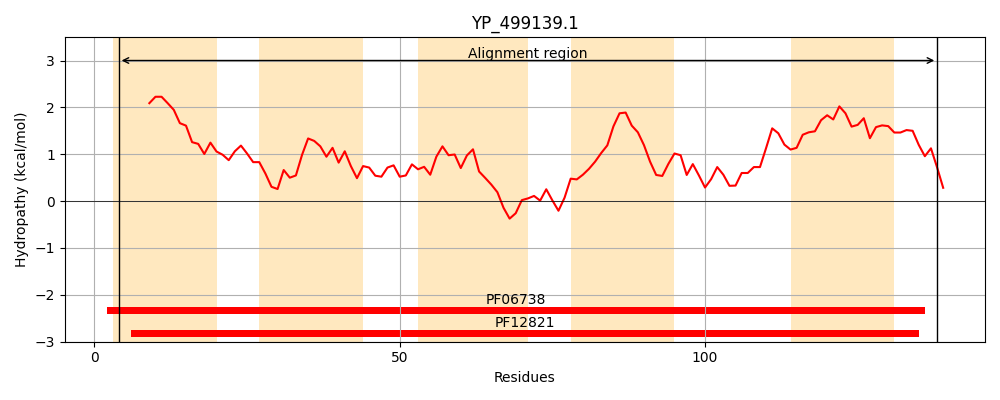 YP_499139.1
Alignment region
3
2
1
0
−1
−2
−3
Hydropathy (kcal/mol)
PF06738
PF12821
0 50 100
Residues